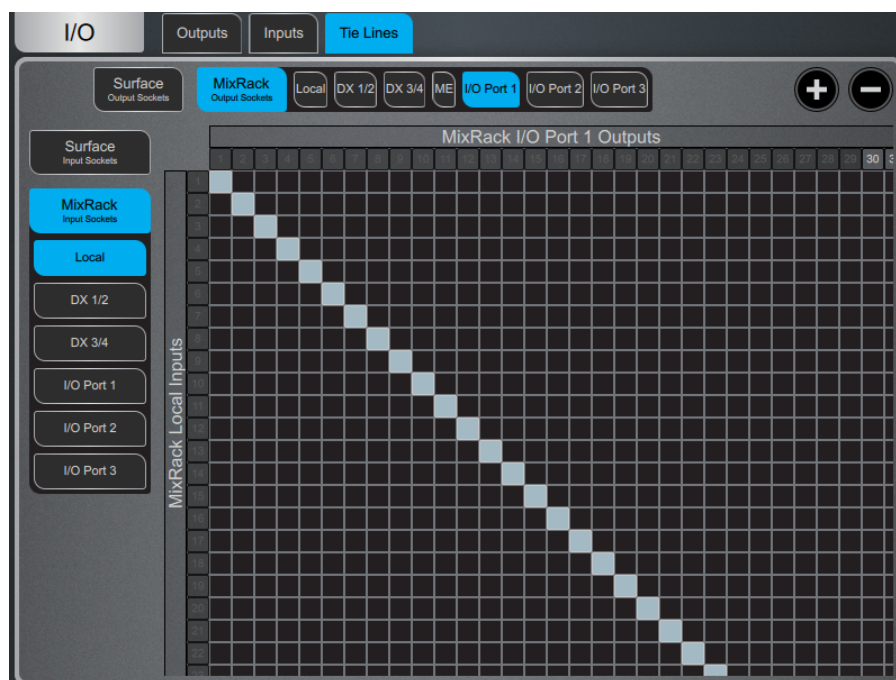 I/O
Outputs
Inputs
Tie Lines
Surface
Output Sockets
MixRack
Output Sockets
Local
DX 1/2
DX 3/4
ME
I/O Port 1
I/O Port 2
I/O Port 3
MixRack I/O Port 1 Outputs
1 2 3 4 5 6 7 8 9 10 11 12 13 14 15 16 17 18 19 20 21 22 23 24 25 26 27 28 29 30
Surface
Input Sockets
MixRack
Input Sockets
Local
DX 1/2
DX 3/4
I/O Port 1
I/O Port 2
I/O Port 3
MixRack Local Inputs
1
2
3
4
5
6
7
8
9
10
11
12
13
14
15
16
17
18
19
20
21
22